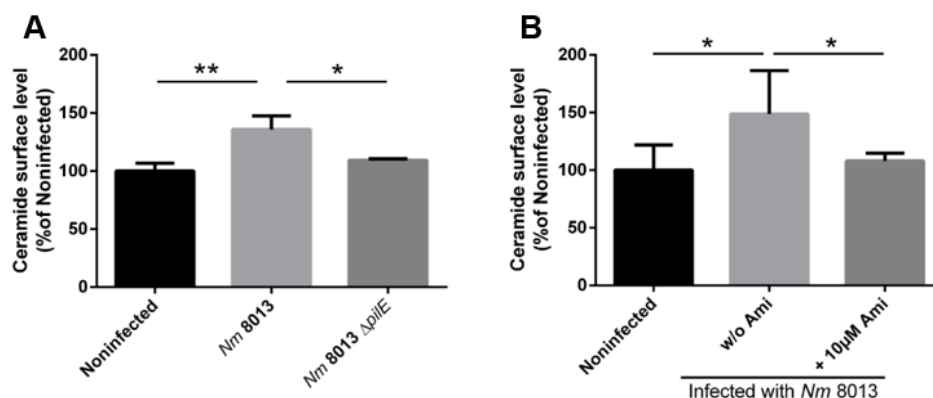 A
Ceramide surface level
(%of Noninfected)
200
150
100
50
0
**
*
Noninfected
Nm 8013
Nm 8013 ΔpilE
B
Ceramide surface level
(%of Noninfected)
200
150
100
50
0
*
*
Noninfected
w/o Ami
+ 10µM Ami
Infected with Nm 8013